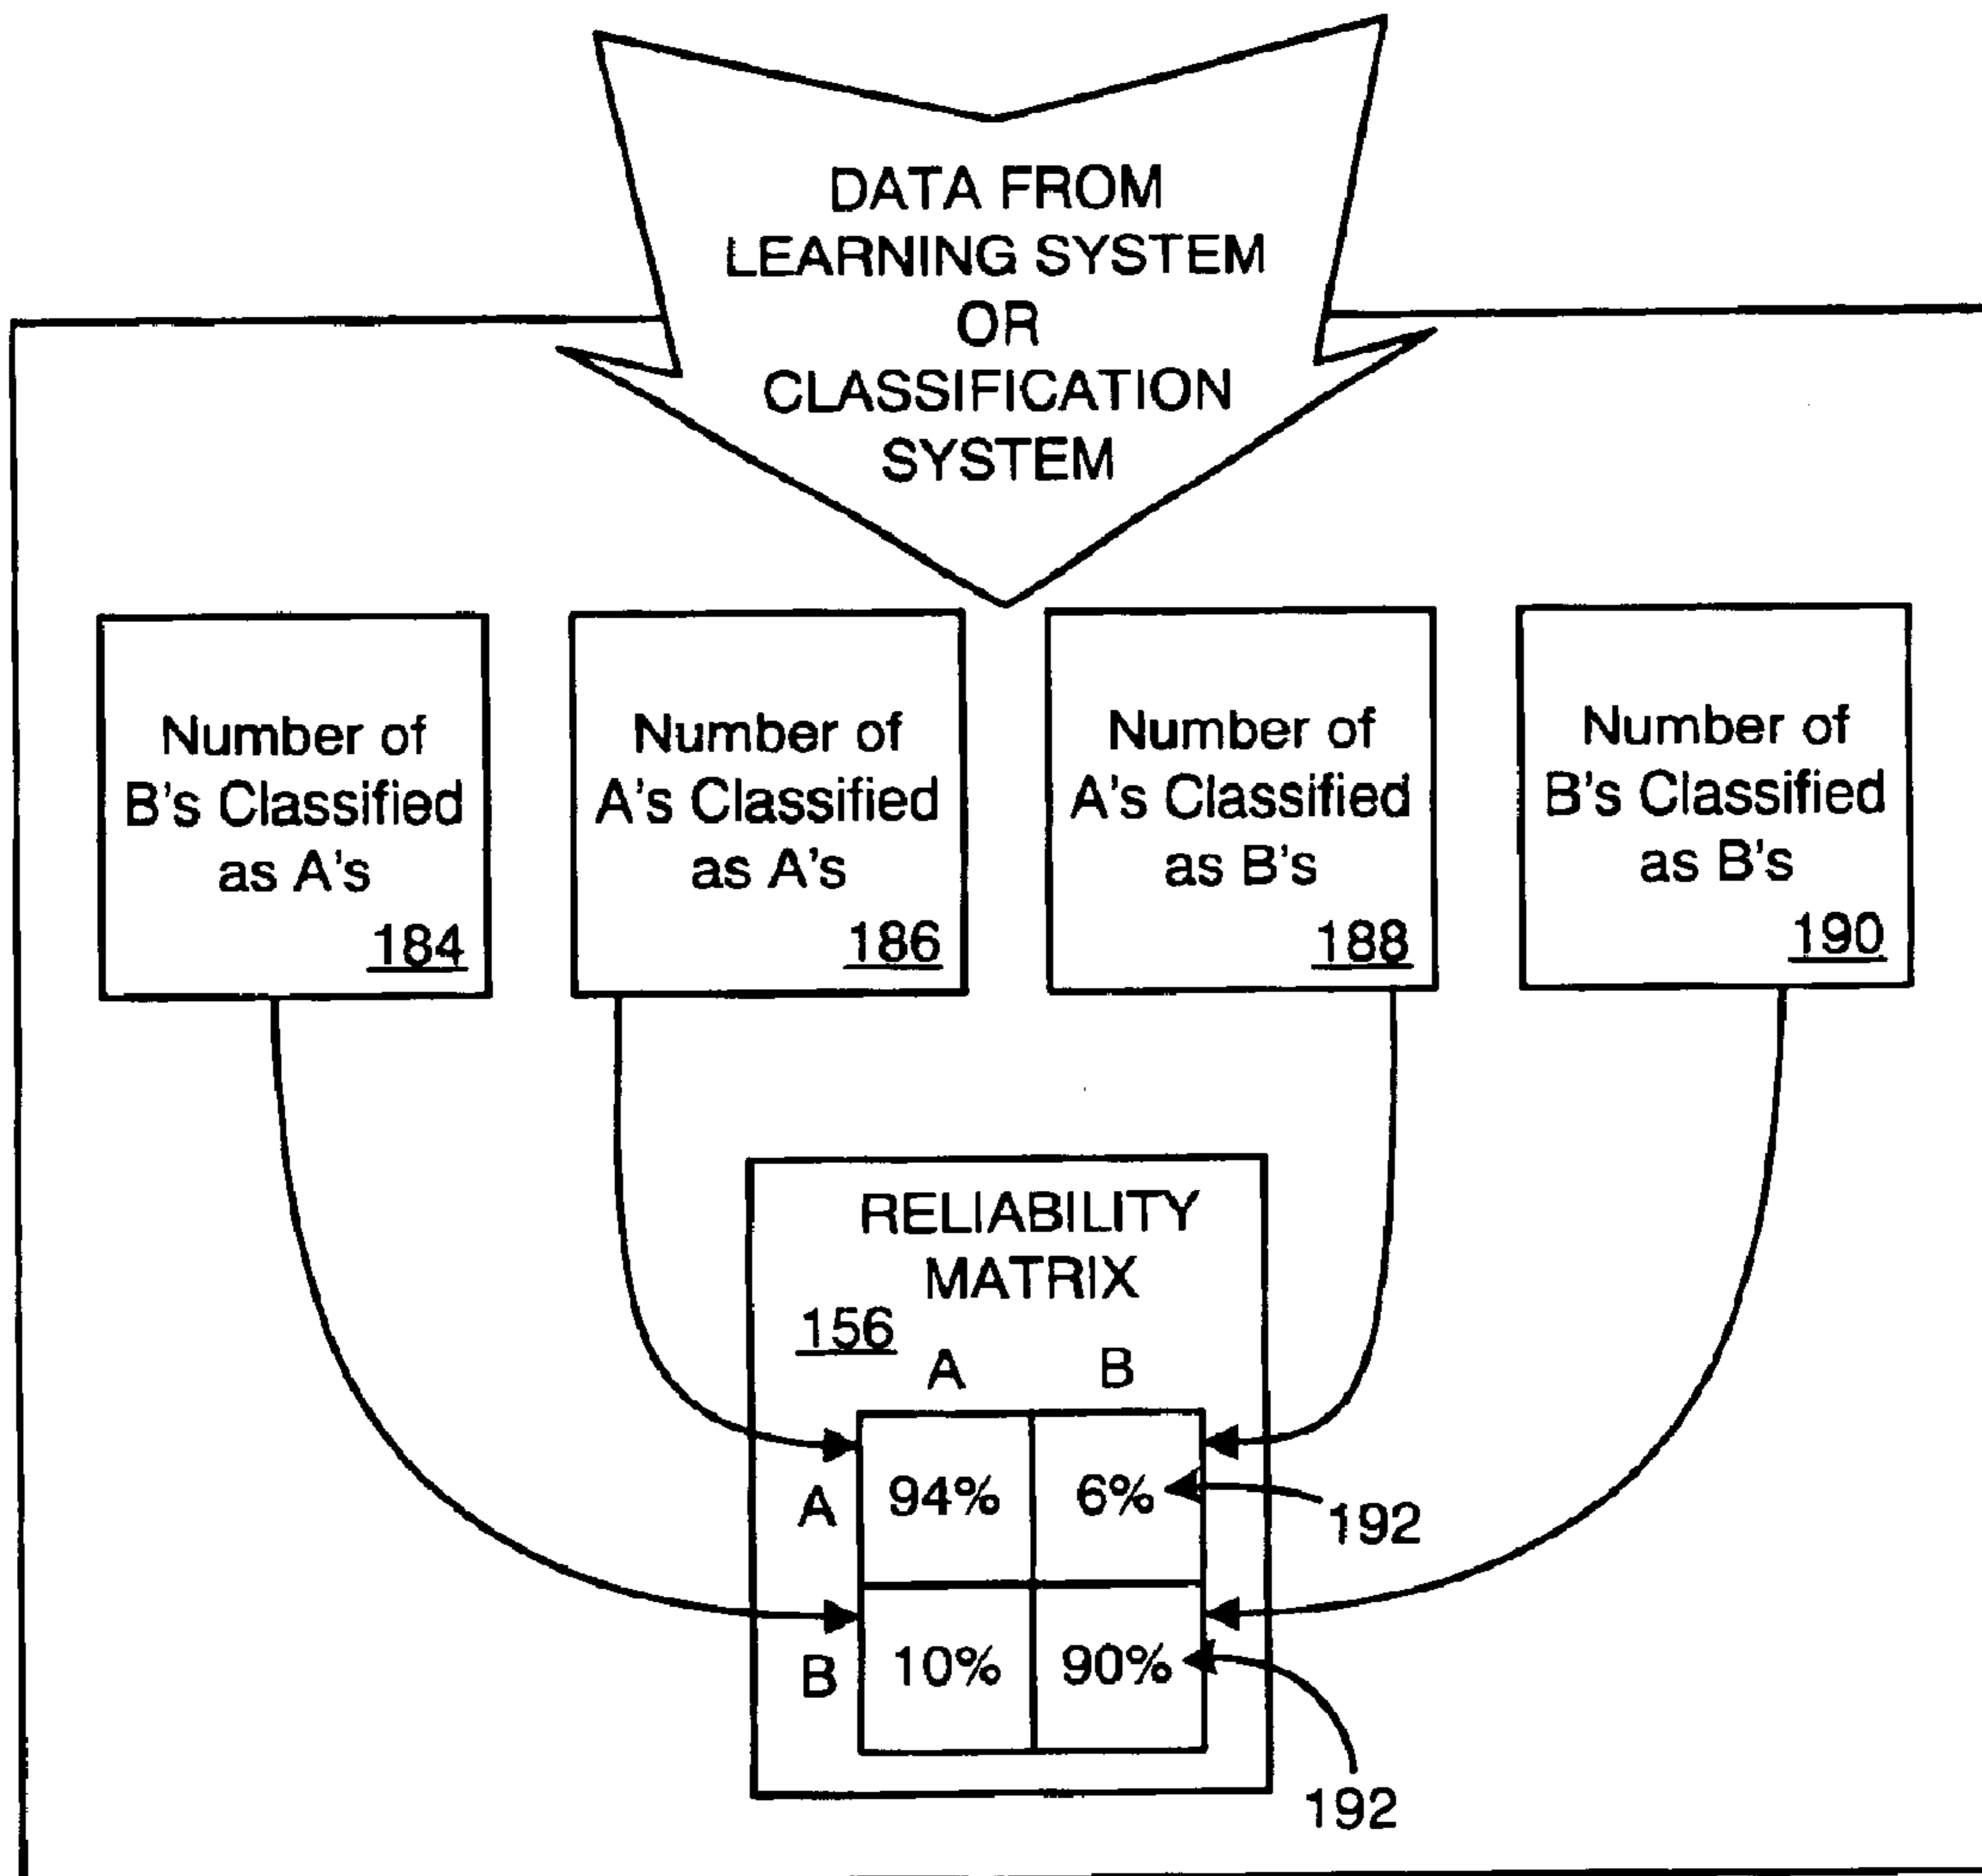 DATA FROM
LEARNING SYSTEM
OR
CLASSIFICATION
SYSTEM
Number of
B's Classified
as A's
184
Number of
A's Classified
as A's
186
Number of
A's Classified
as B's
188
Number of
B's Classified
as B's
190
RELIABILITY
MATRIX
156
A B
A 94% 6%
192
B 10% 90%
192